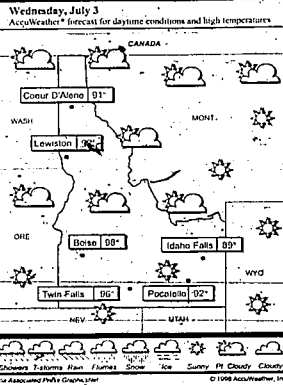 Wednesday, July 3
AccuWeather® forecast for daytime conditions and high temperatures
CANADA
Coeur D'Alene 91°
WASH
MONT.
Lewiston
ORE
Boise 98°
Idaho Falls 89°
WYO
Twin Falls 96°
Pocatello 92°
NEV
UTAH
Showers T-storms Rain Flurries Snow Ice Sunny Pt Cloudy Cloudy
Associated Press GraphicsNet © 1996 AccuWeather, Inc